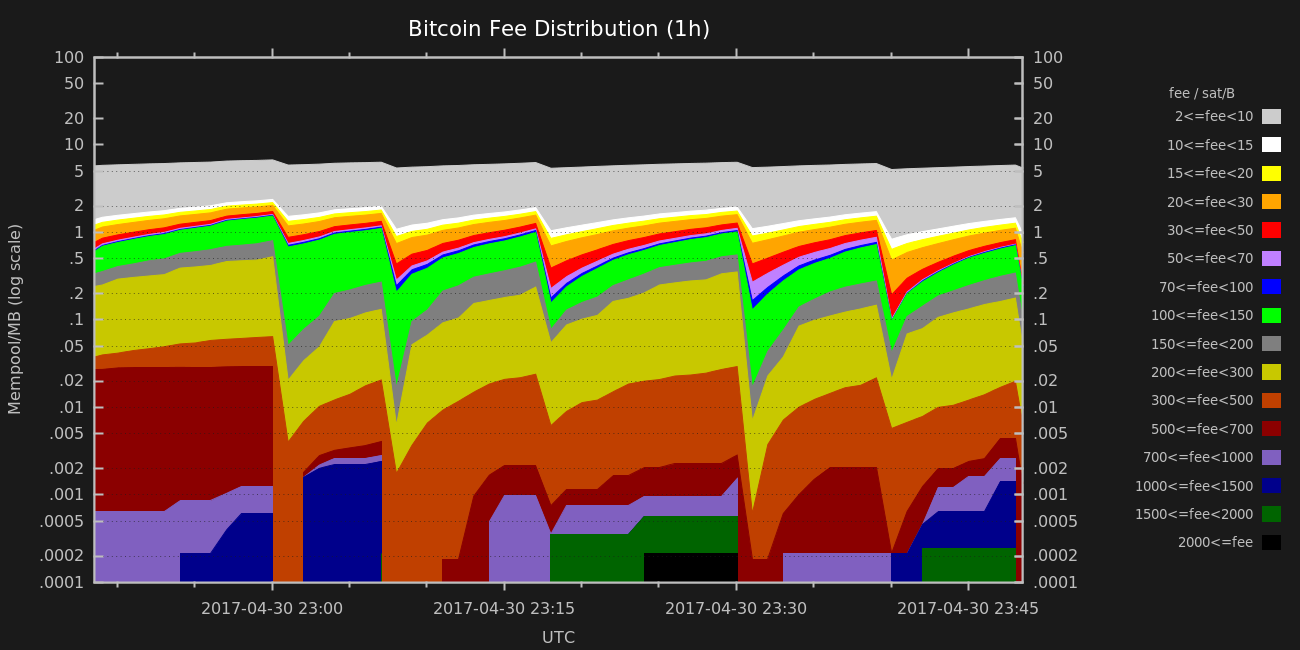 Bitcoin Fee Distribution (1h)
Mempool/MB (log scale)
100
50
20
10
5
2
1
.5
.2
.1
.05
.02
.01
.005
.002
.001
.0005
.0002
.0001
100
50
20
10
5
2
1
.5
.2
.1
.05
.02
.01
.005
.002
.001
.0005
.0002
.0001
fee / sat/B
2<=fee<10
10<=fee<15
15<=fee<20
20<=fee<30
30<=fee<50
50<=fee<70
70<=fee<100
100<=fee<150
150<=fee<200
200<=fee<300
300<=fee<500
500<=fee<700
700<=fee<1000
1000<=fee<1500
1500<=fee<2000
2000<=fee
2017-04-30 23:00 2017-04-30 23:15 2017-04-30 23:30 2017-04-30 23:45
UTC